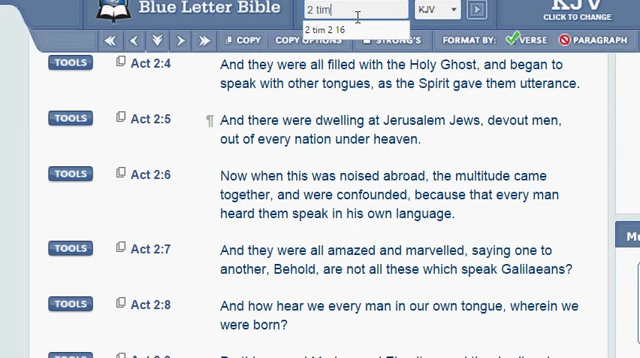 Blue Letter Bible
2 tim
KJV
KJV
CLICK TO CHANGE
2 tim 2 16
COPY
COPY OPTIONS
STRONG'S
FORMAT BY:
VERSE
PARAGRAPH
TOOLS Act 2:4 And they were all filled with the Holy Ghost, and began to
speak with other tongues, as the Spirit gave them utterance.
TOOLS Act 2:5 ¶ And there were dwelling at Jerusalem Jews, devout men,
out of every nation under heaven.
TOOLS Act 2:6 Now when this was noised abroad, the multitude came
together, and were confounded, because that every man
heard them speak in his own language.
TOOLS Act 2:7 And they were all amazed and marvelled, saying one to
another, Behold, are not all these which speak Galilaeans?
TOOLS Act 2:8 And how hear we every man in our own tongue, wherein we
were born?